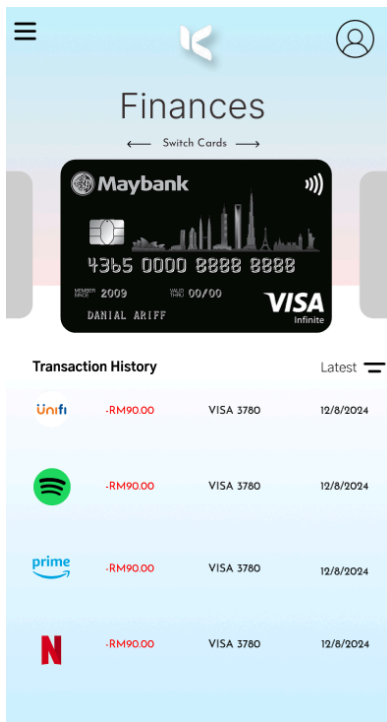 Finances
← Switch Cards →
Maybank
4365 0000 8888 8888
MEMBER SINCE 2009 VALID THRU 00/00
DANIAL ARIFF
VISA
Infinite
Transaction History Latest
unifi -RM90.00 VISA 3780 12/8/2024
-RM90.00 VISA 3780 12/8/2024
prime -RM90.00 VISA 3780 12/8/2024
N -RM90.00 VISA 3780 12/8/2024